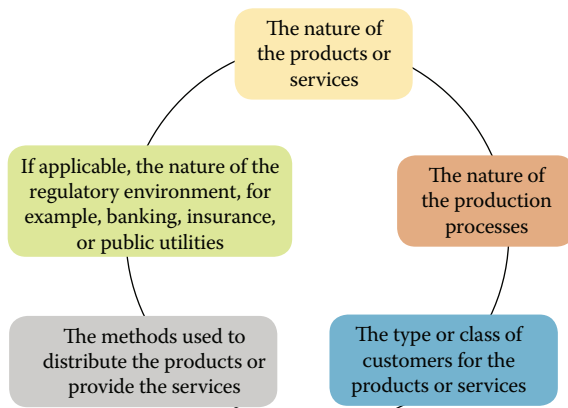 The nature of
the products or
services
If applicable, the nature of the
regulatory environment, for
example, banking, insurance,
or public utilities
The nature of
the production
processes
The methods used to
distribute the products or
provide the services
The type or class of
customers for the
products or services